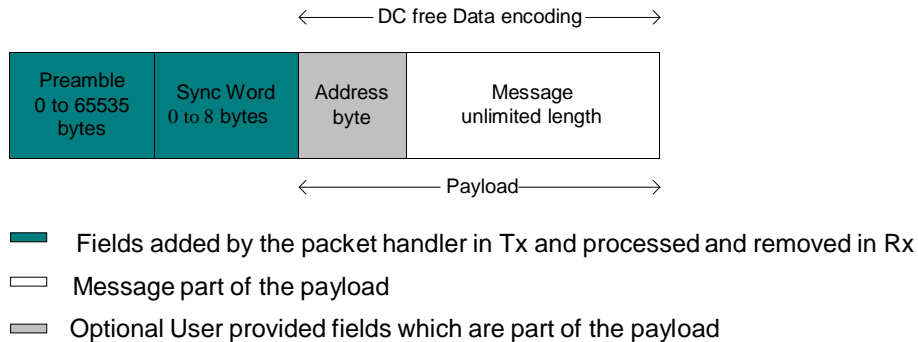 DC free Data encoding
Preamble
0 to 65535
bytes
Sync Word
0 to 8 bytes
Address
byte
Message
unlimited length
Payload
Fields added by the packet handler in Tx and processed and removed in Rx
Message part of the payload
Optional User provided fields which are part of the payload